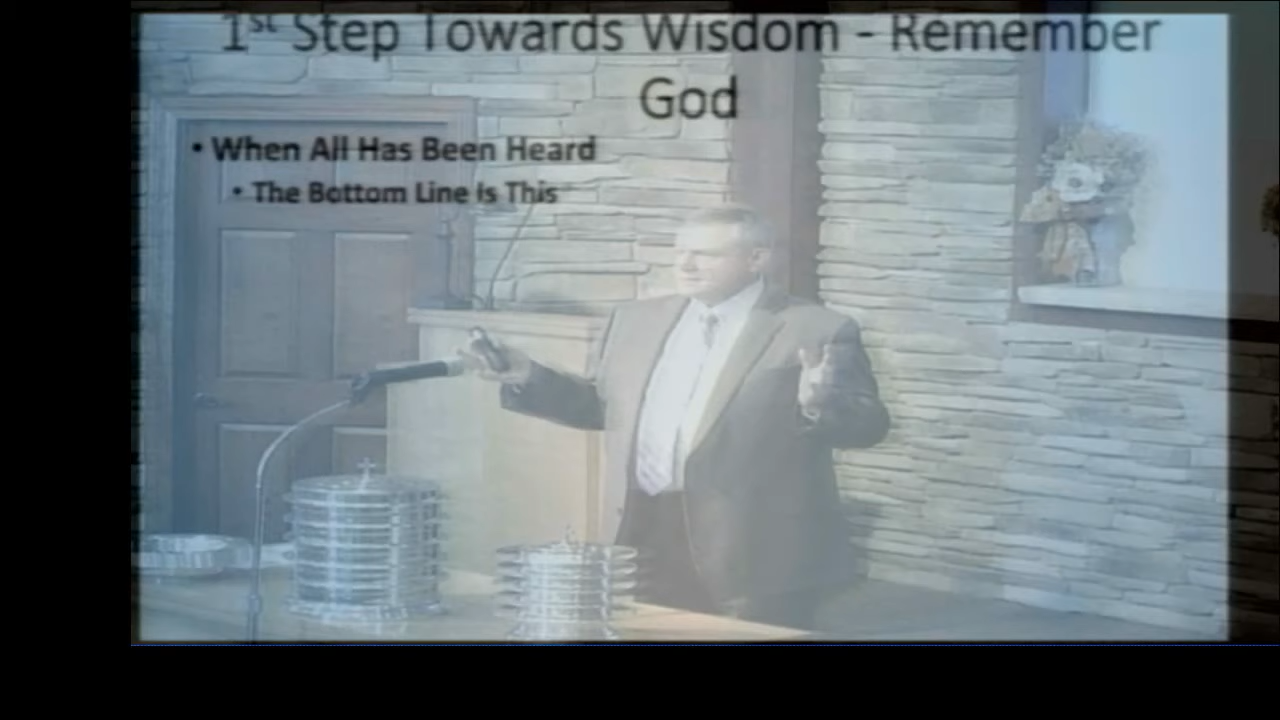 1st Step Towards Wisdom - Remember
God
• When All Has Been Heard
• The Bottom Line Is This